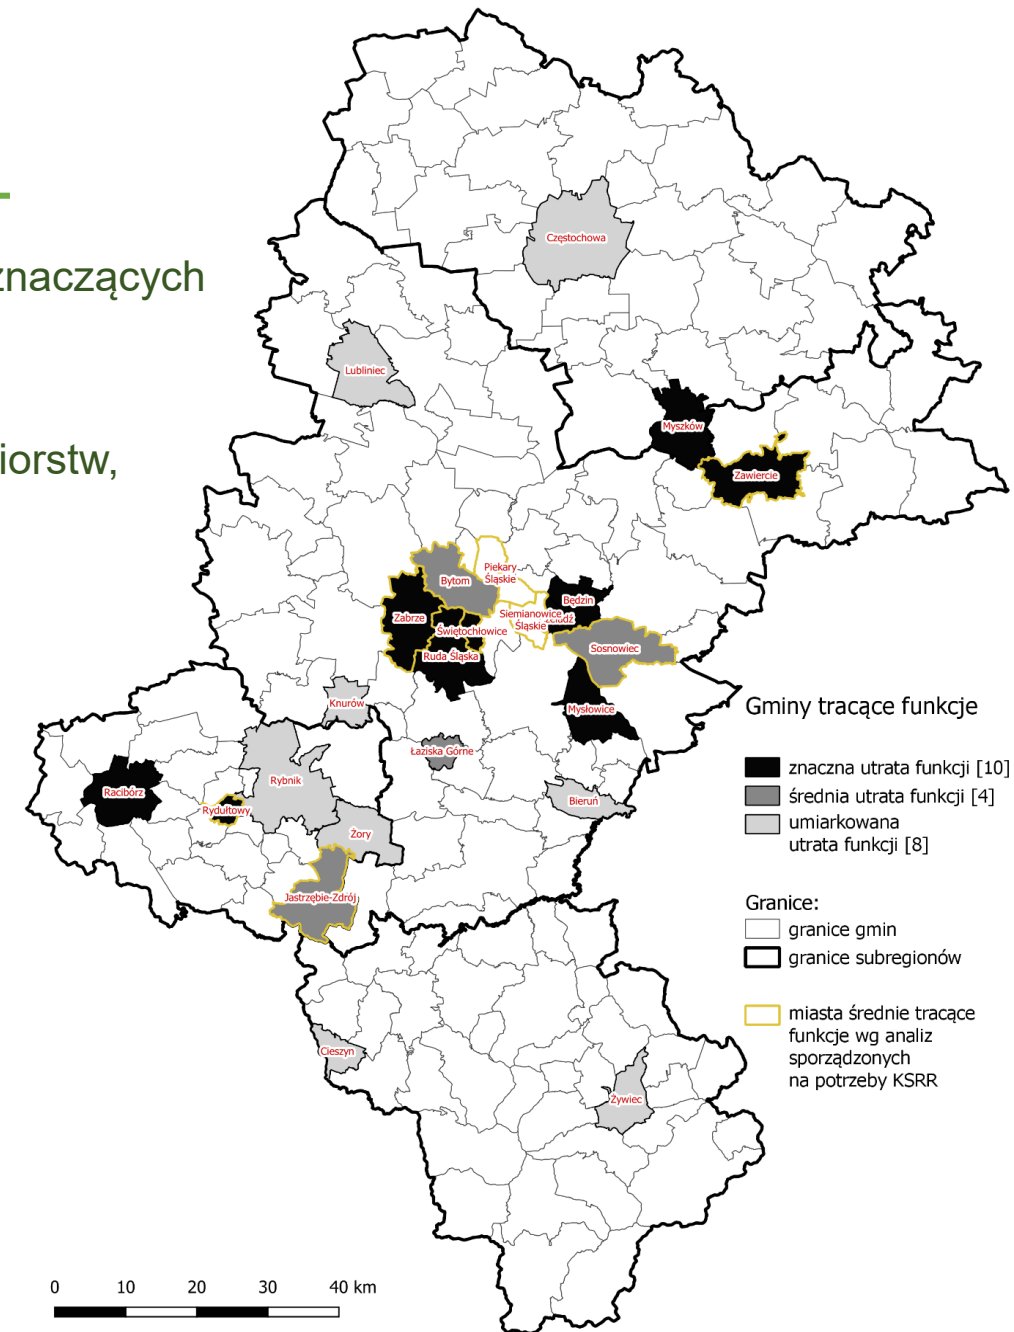 znaczących
iorstw,
Częstochowa
Lubliniec
Myszków
Zawiercie
Piekary
Śląskie
Bytom
Będzin
Zabrze
Siemianowice
Śląskie
Świętochłowice
Sosnowiec
Ruda Śląska
Knurów
Mysłowice
Łaziska Górne
Rybnik
Racibórz
Bieruń
Rydułtowy
Żory
Jastrzębie-Zdrój
Cieszyn
Żywiec
Gminy tracące funkcje
znaczna utrata funkcji [10]
średnia utrata funkcji [4]
umiarkowana
utrata funkcji [8]
Granice:
granice gmin
granice subregionów
miasta średnie tracące
funkcje wg analiz
sporządzonych
na potrzeby KSRR
0 10 20 30 40 km